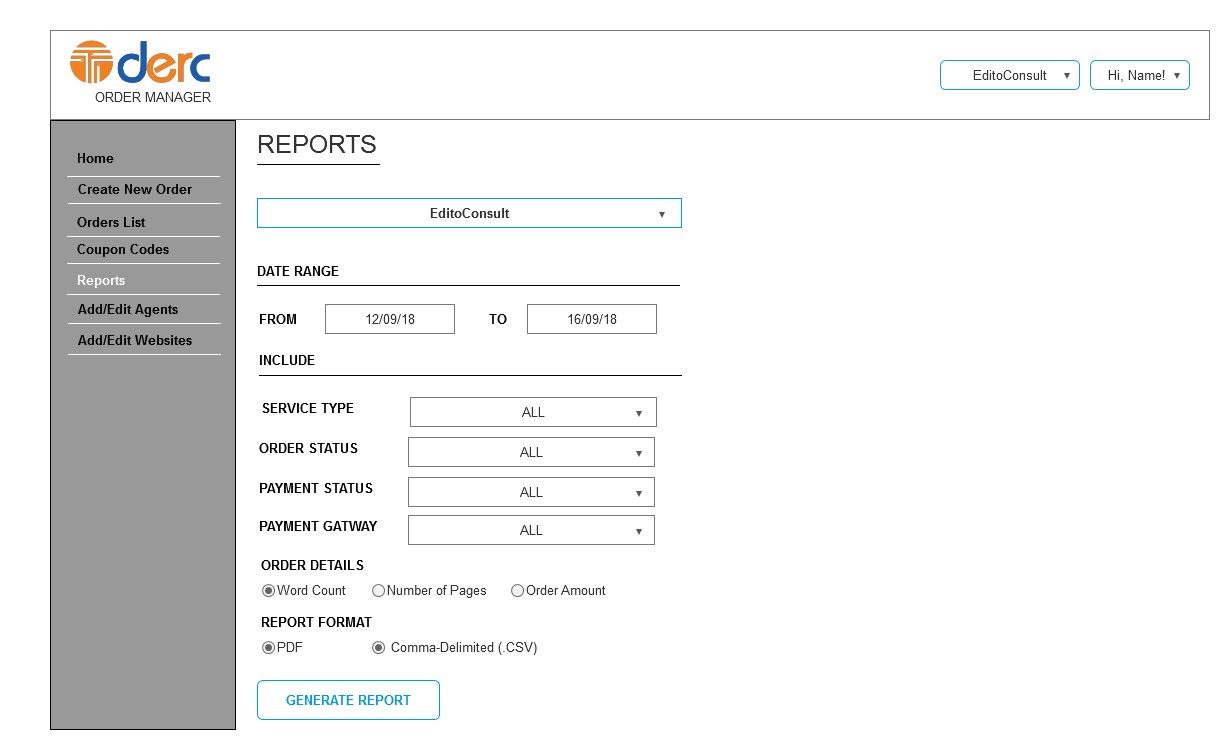 derc
ORDER MANAGER
EditoConsult ▼
Hi, Name! ▼
Home
Create New Order
Orders List
Coupon Codes
Reports
Add/Edit Agents
Add/Edit Websites
REPORTS
EditoConsult ▼
DATE RANGE
FROM 12/09/18 TO 16/09/18
INCLUDE
SERVICE TYPE ALL ▼
ORDER STATUS ALL ▼
PAYMENT STATUS ALL ▼
PAYMENT GATWAY ALL ▼
ORDER DETAILS
Word Count Number of Pages Order Amount
REPORT FORMAT
PDF Comma-Delimited (.CSV)
GENERATE REPORT